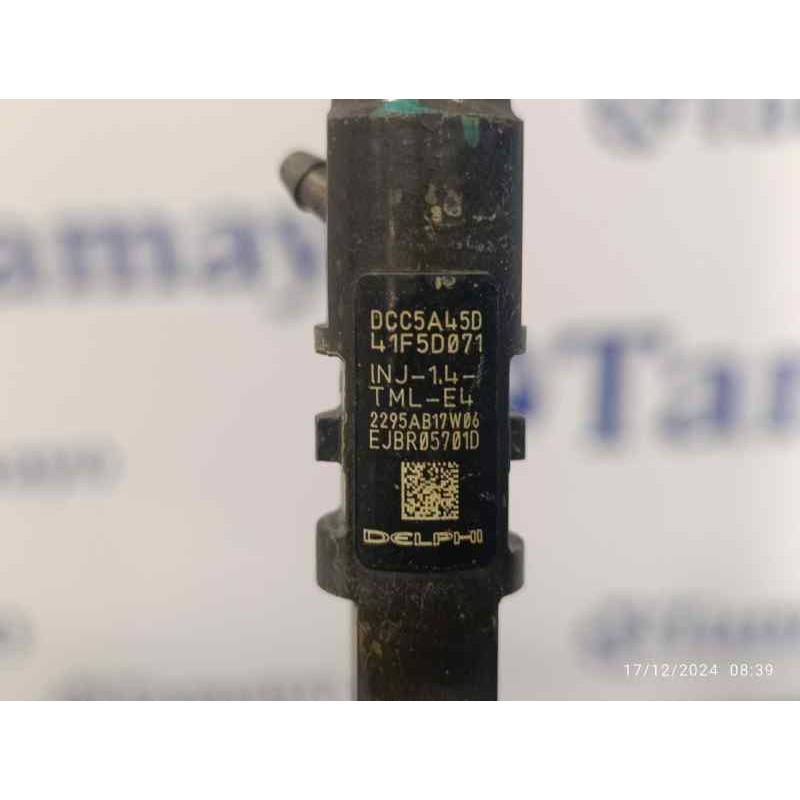 DCC5A45D
41F5D071
INJ-1.4-
TML-E4
2295AB17W06
EJBR05701D
DELPHI
17/12/2024 08:39